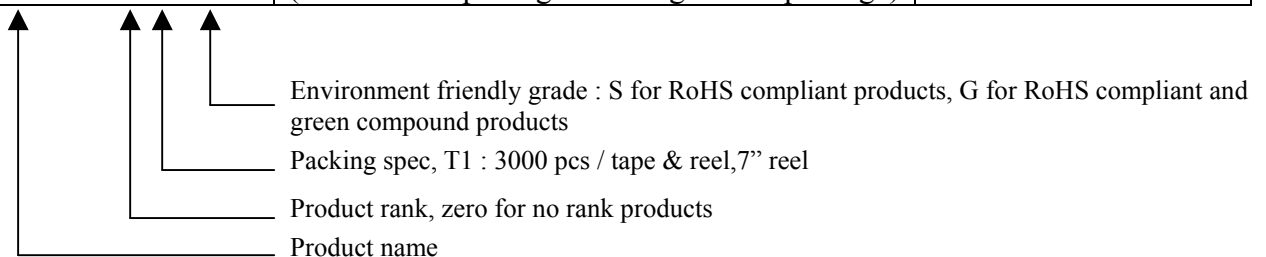 Environment friendly grade : S for RoHS compliant products, G for RoHS compliant and
green compound products
Packing spec, T1 : 3000 pcs / tape & reel,7” reel
Product rank, zero for no rank products
Product name